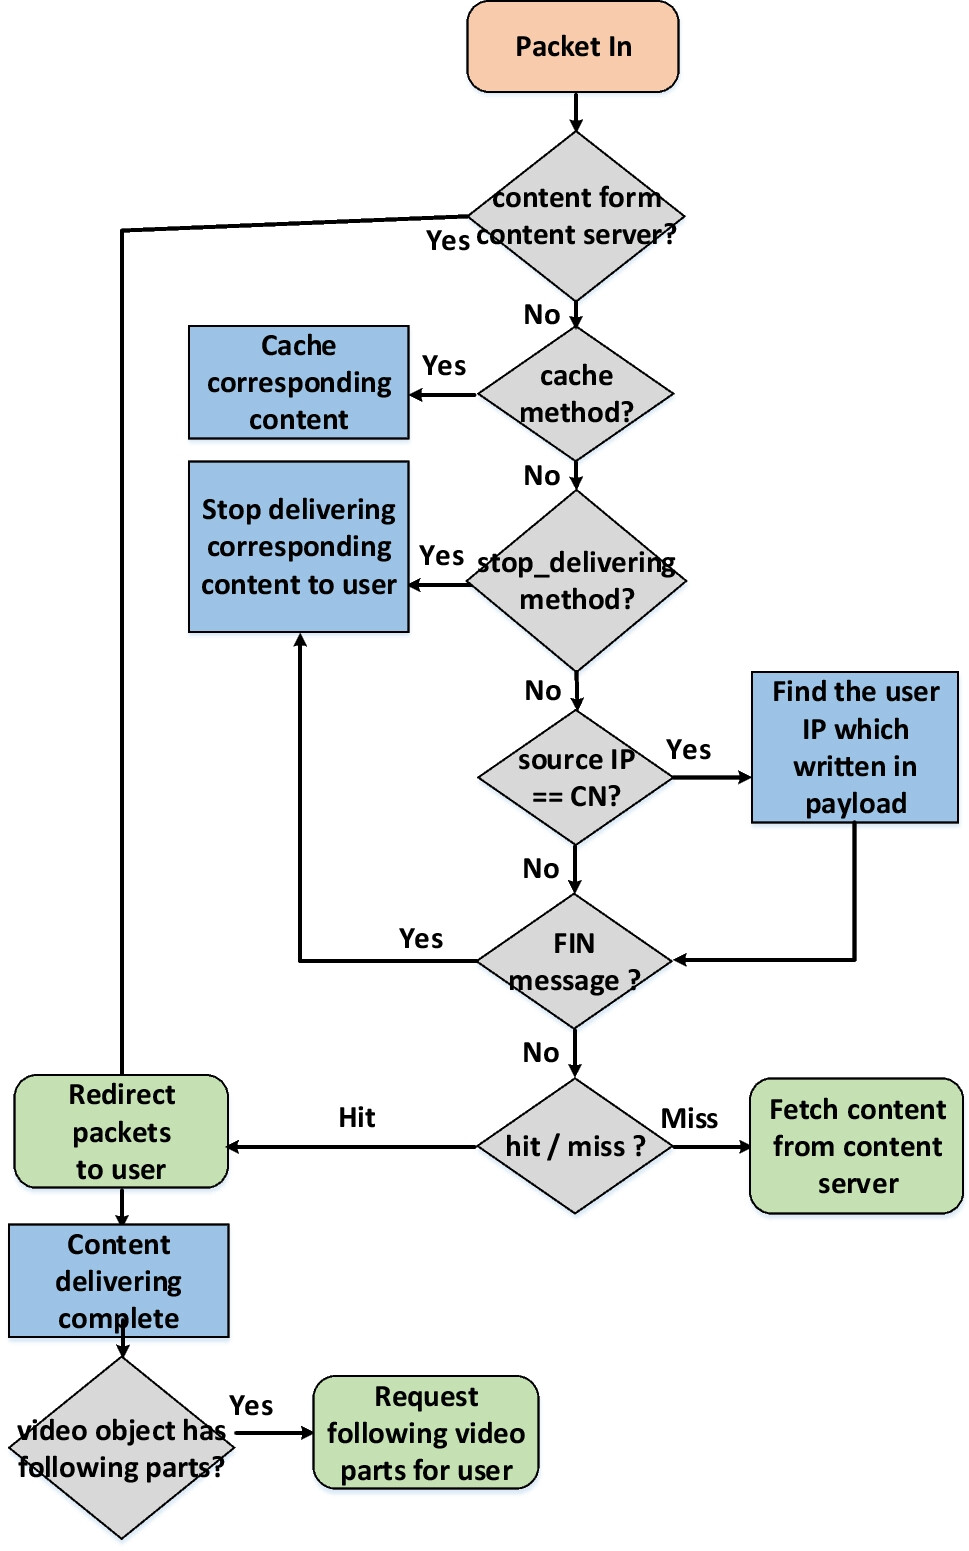 Packet In
content form
content server?
Yes
No
Cache
corresponding
content
Yes
cache
method?
No
Stop delivering
corresponding
content to user
Yes
stop_delivering
method?
No
source IP
== CN?
Yes
Find the user
IP which
written in
payload
No
Yes
FIN
message ?
No
Redirect
packets
to user
Hit
hit / miss ?
Miss
Fetch content
from content
server
Content
delivering
complete
video object has
following parts?
Yes
Request
following video
parts for user